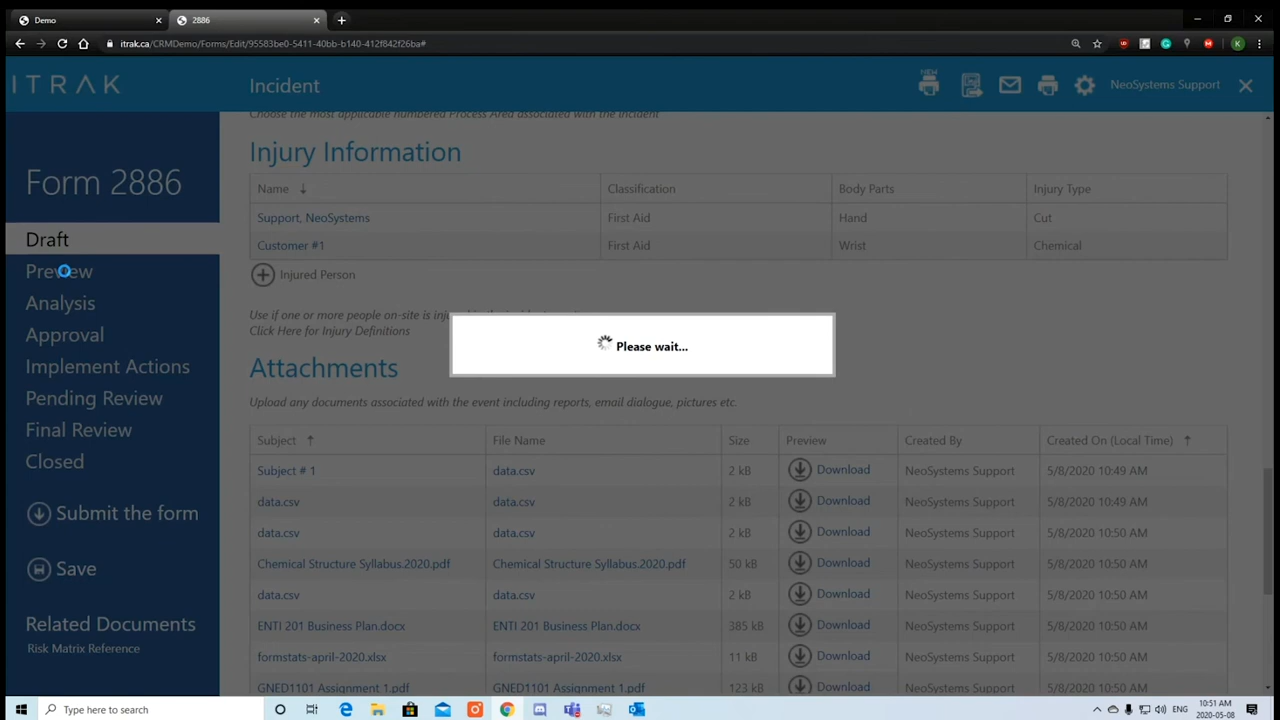 Demo
2886
itrak.ca/CRMDemo/Forms/Edit/95583be0-5411-40bb-b140-412f842f26ba#
K
ITRAK
Incident
NEW
NeoSystems Support
Form 2886
Draft
Preview
Analysis
Approval
Implement Actions
Pending Review
Final Review
Closed
Submit the form
Save
Related Documents
Risk Matrix Reference
Choose the most applicable numbered Process Area associated with the incident
Injury Information
Name Classification Body Parts Injury Type
Support, NeoSystems First Aid Hand Cut
Customer #1 First Aid Wrist Chemical
Injured Person
Use if one or more people on-site is injured
Click Here for Injury Definitions
Please wait...
Attachments
Upload any documents associated with the event including reports, email dialogue, pictures etc.
Subject File Name Size Preview Created By Created On (Local Time)
Subject # 1 data.csv 2 kB Download NeoSystems Support 5/8/2020 10:49 AM
data.csv data.csv 2 kB Download NeoSystems Support 5/8/2020 10:49 AM
data.csv data.csv 2 kB Download NeoSystems Support 5/8/2020 10:50 AM
Chemical Structure Syllabus.2020.pdf Chemical Structure Syllabus.2020.pdf 50 kB Download NeoSystems Support 5/8/2020 10:50 AM
data.csv data.csv 2 kB Download NeoSystems Support 5/8/2020 10:50 AM
ENTI 201 Business Plan.docx ENTI 201 Business Plan.docx 385 kB Download NeoSystems Support 5/8/2020 10:50 AM
formstats-april-2020.xlsx formstats-april-2020.xlsx 11 kB Download NeoSystems Support 5/8/2020 10:50 AM
GNED1101 Assignment 1.pdf GNED1101 Assignment 1.pdf 123 kB Download NeoSystems Support 5/8/2020 10:50 AM
Type here to search
ENG
10:51 AM
2020-05-08